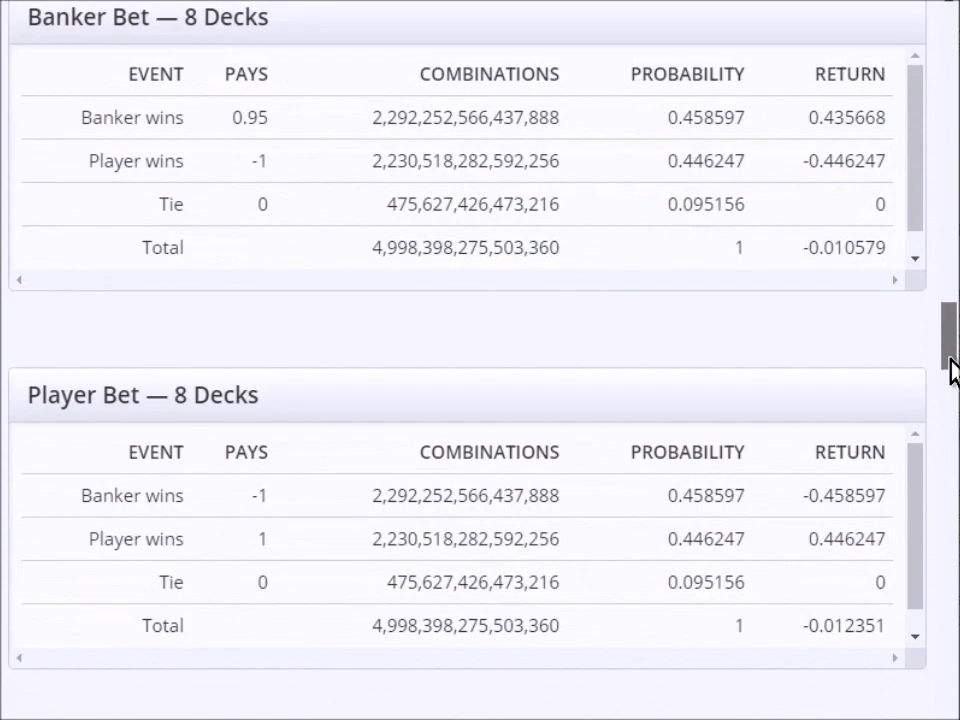 Banker Bet — 8 Decks
EVENT PAYS COMBINATIONS PROBABILITY RETURN
Banker wins 0.95 2,292,252,566,437,888 0.458597 0.435668
Player wins -1 2,230,518,282,592,256 0.446247 -0.446247
Tie 0 475,627,426,473,216 0.095156 0
Total 4,998,398,275,503,360 1 -0.010579
Player Bet — 8 Decks
EVENT PAYS COMBINATIONS PROBABILITY RETURN
Banker wins -1 2,292,252,566,437,888 0.458597 -0.458597
Player wins 1 2,230,518,282,592,256 0.446247 0.446247
Tie 0 475,627,426,473,216 0.095156 0
Total 4,998,398,275,503,360 1 -0.012351